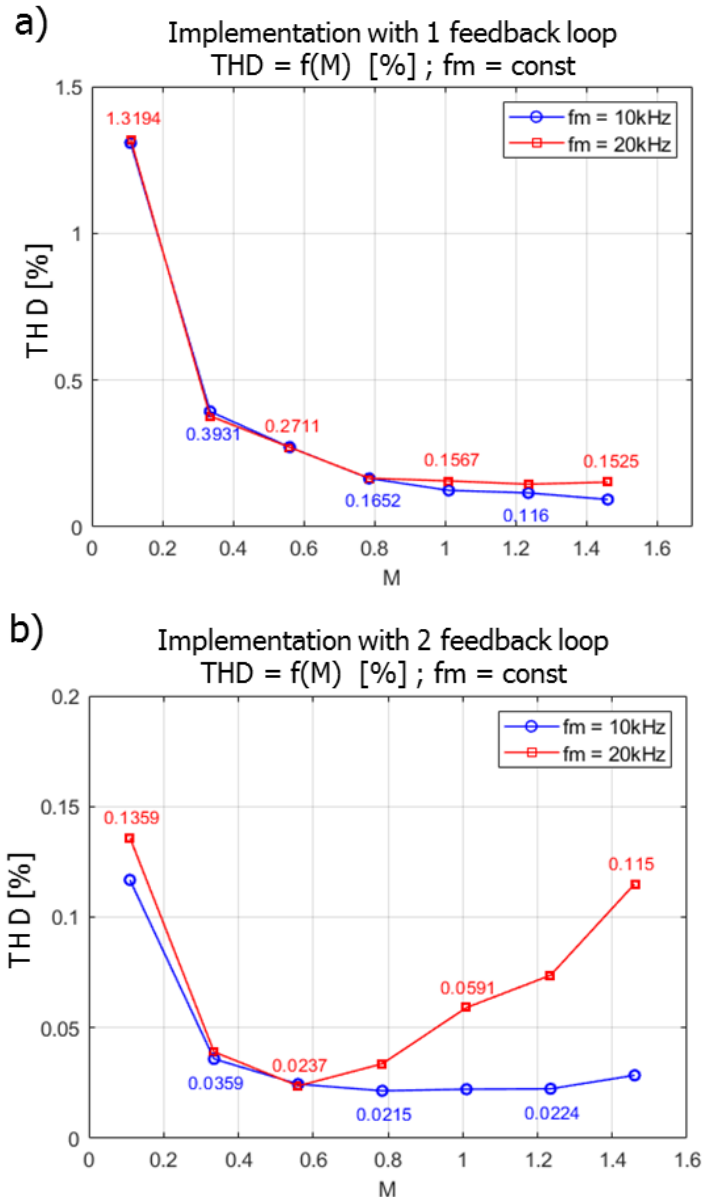 a)
Implementation with 1 feedback loop
THD = f(M) [%] ; fm = const
1.5
1
0.5
0
THD [%]
1.3194
fm = 10kHz
fm = 20kHz
0.3931
0.2711
0.1652
0.1567
0.116
0.1525
0 0.2 0.4 0.6 0.8 1 1.2 1.4 1.6
M
b)
Implementation with 2 feedback loop
THD = f(M) [%] ; fm = const
0.2
0.15
0.1
0.05
0
THD [%]
fm = 10kHz
fm = 20kHz
0.1359
0.115
0.0591
0.0237
0.0359
0.0215
0.0224
0 0.2 0.4 0.6 0.8 1 1.2 1.4 1.6
M